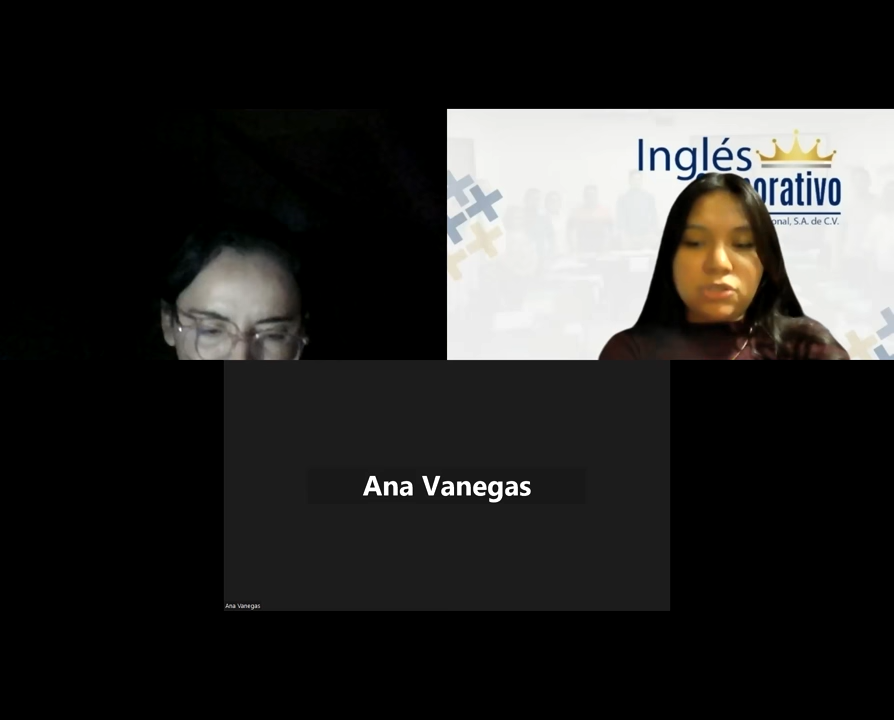 Inglés
orativo
onal, S.A. de C.V.
Ana Vanegas
Ana Vanegas